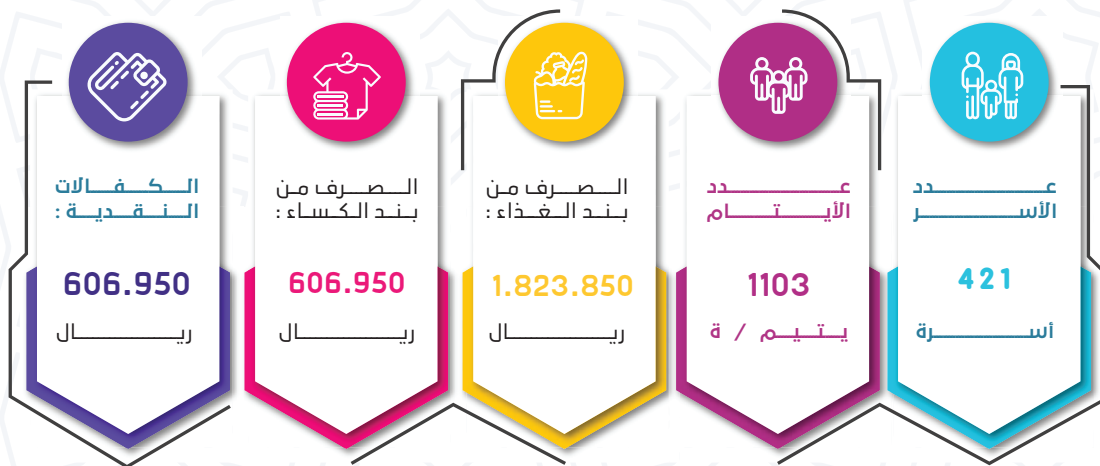 عدد
الأسر
421
أسرة
عدد
الأيتام
1103
يتيم / ة
الصرف من
بند الغذاء :
1.823.850
ريال
الصرف من
بند الكساء :
606.950
ريال
الكفالات
النقدية :
606.950
ريال